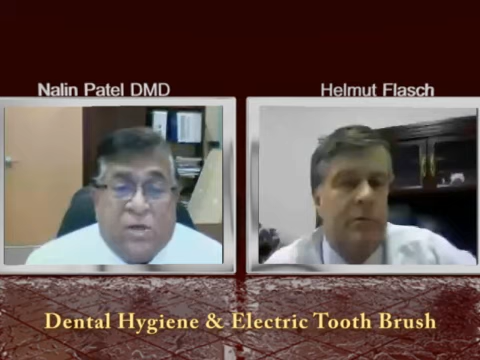 Nalin Patel DMD
Helmut Flasch
Dental Hygiene & Electric Tooth Brush